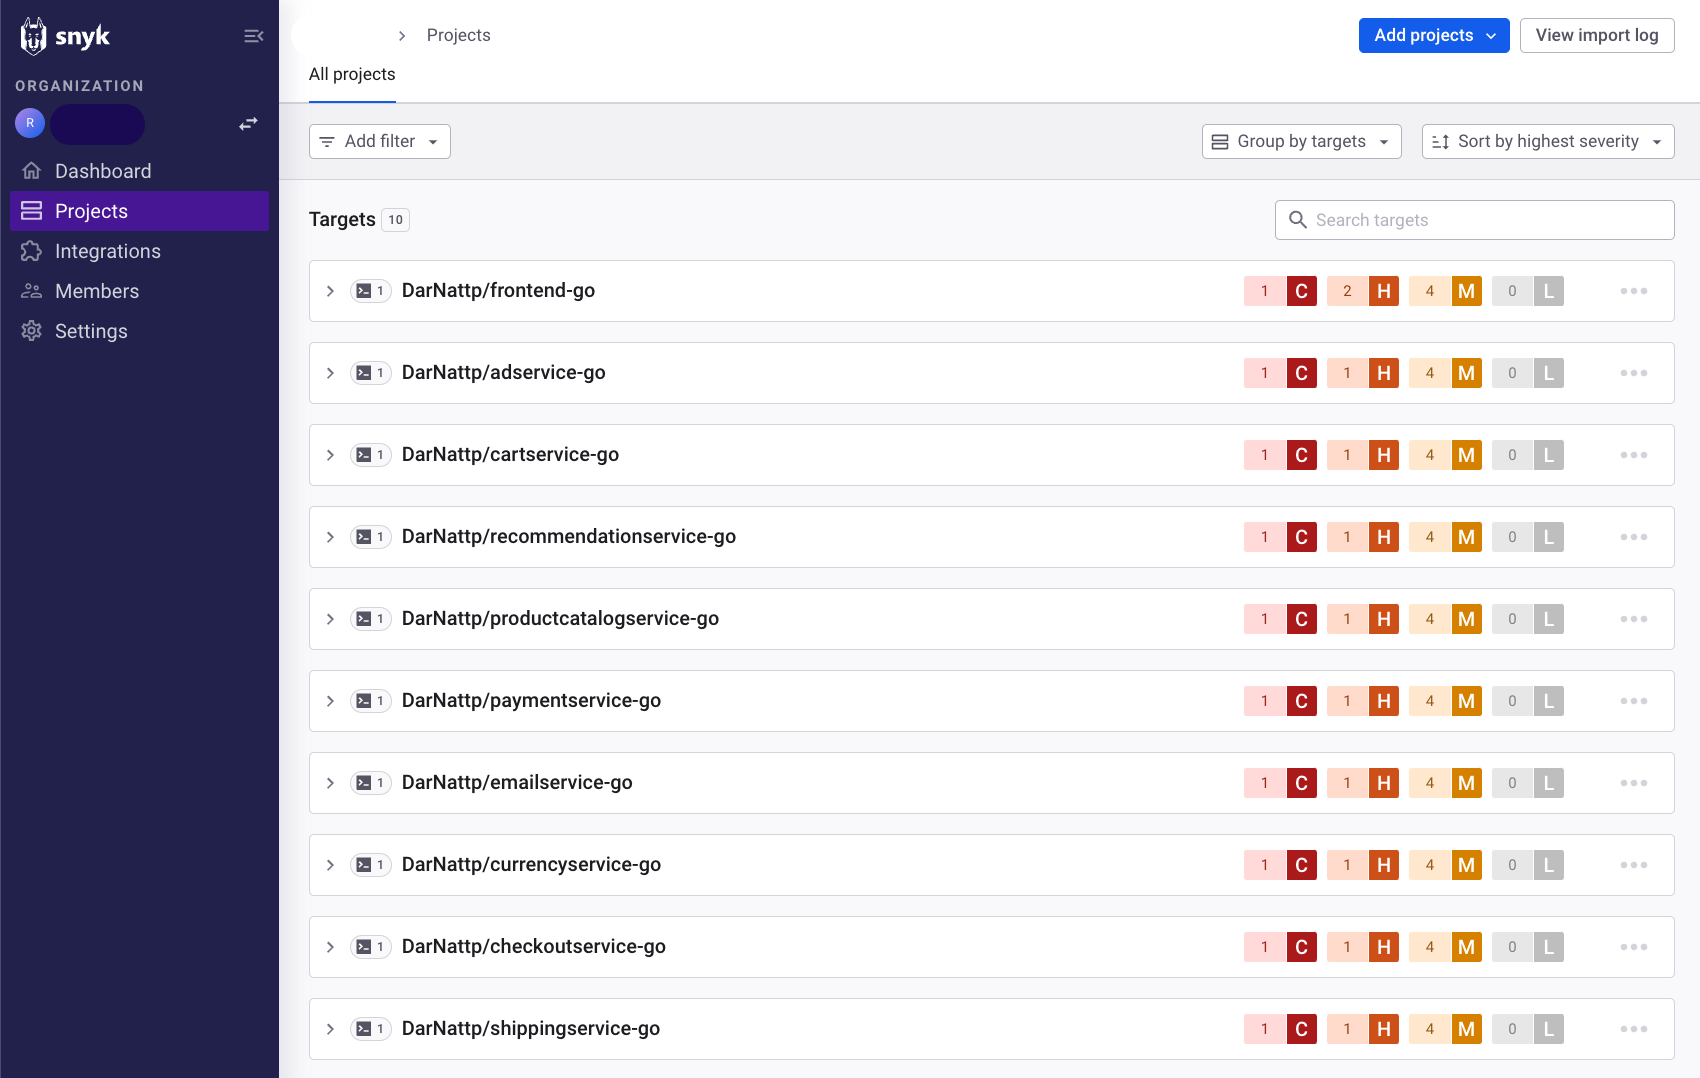 snyk
ORGANIZATION
R
Dashboard
Projects
Integrations
Members
Settings
Projects
Add projects
View import log
All projects
Add filter
Group by targets
Sort by highest severity
Targets 10
Search targets
1 DarNattp/frontend-go 1 C 2 H 4 M 0 L
1 DarNattp/adservice-go 1 C 1 H 4 M 0 L
1 DarNattp/cartservice-go 1 C 1 H 4 M 0 L
1 DarNattp/recommendationservice-go 1 C 1 H 4 M 0 L
1 DarNattp/productcatalogservice-go 1 C 1 H 4 M 0 L
1 DarNattp/paymentservice-go 1 C 1 H 4 M 0 L
1 DarNattp/emailservice-go 1 C 1 H 4 M 0 L
1 DarNattp/currencyservice-go 1 C 1 H 4 M 0 L
1 DarNattp/checkoutservice-go 1 C 1 H 4 M 0 L
1 DarNattp/shippingservice-go 1 C 1 H 4 M 0 L